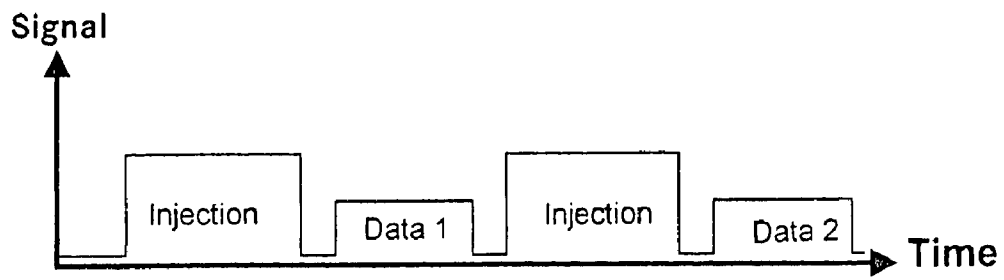 Signal
Injection
Data 1
Injection
Data 2
Time